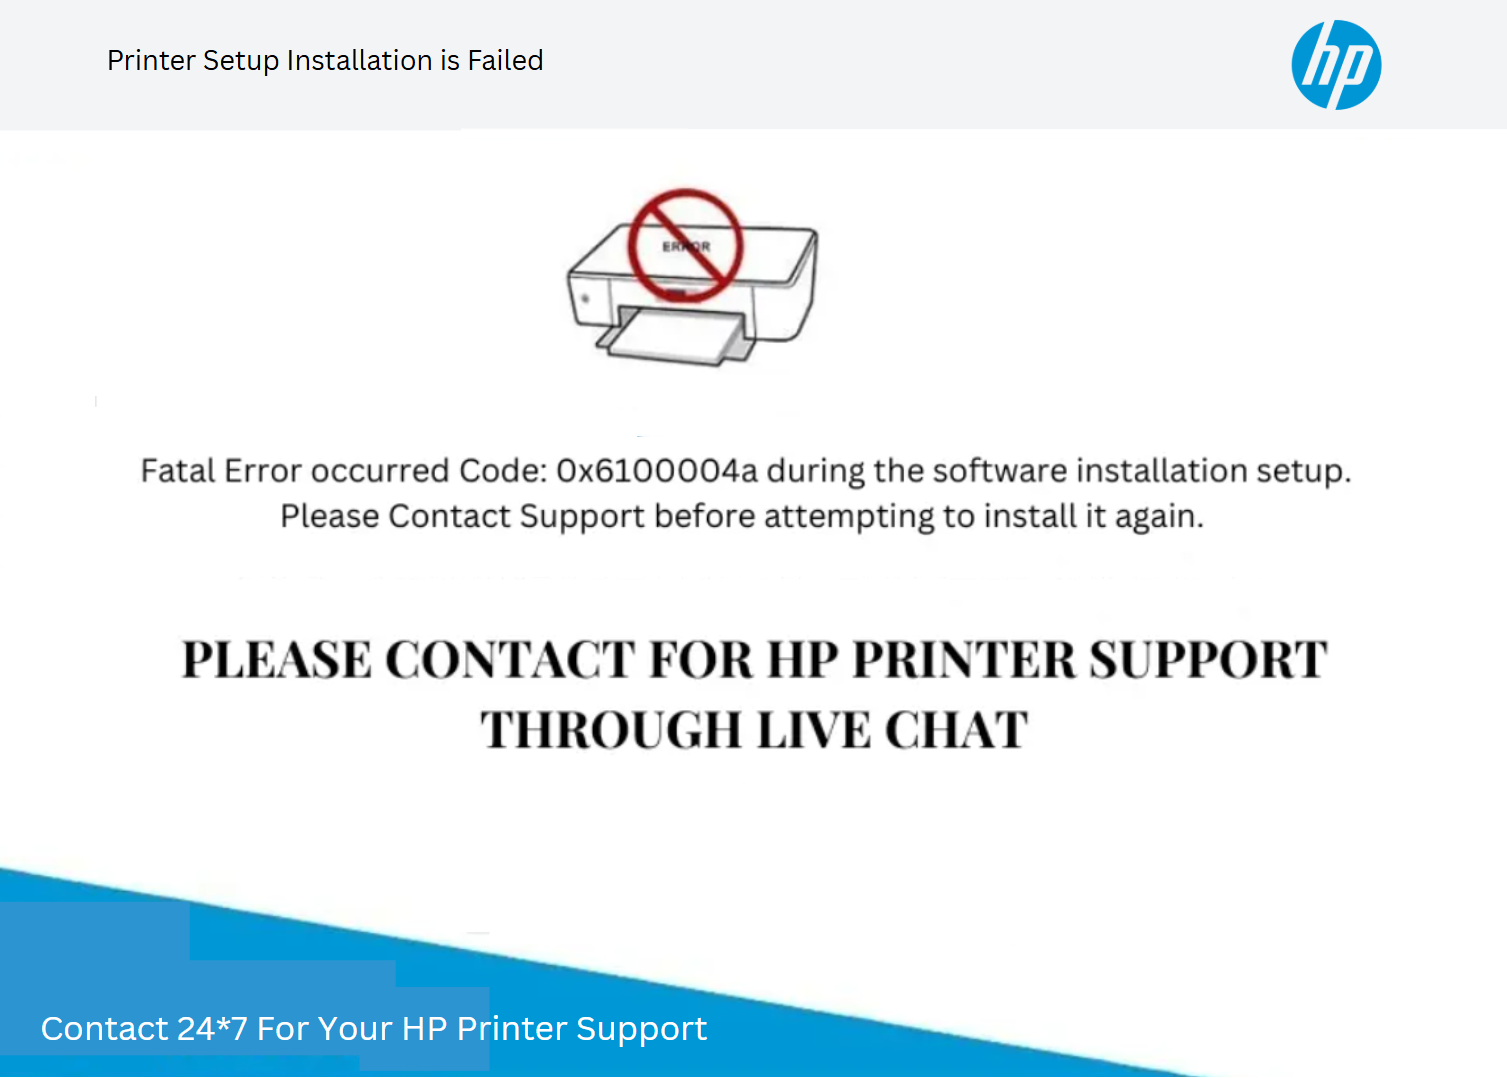 Printer Setup Installation is Failed
hp
ERROR
Fatal Error occurred Code: 0x6100004a during the software installation setup.
Please Contact Support before attempting to install it again.
PLEASE CONTACT FOR HP PRINTER SUPPORT
THROUGH LIVE CHAT
Contact 24*7 For Your HP Printer Support